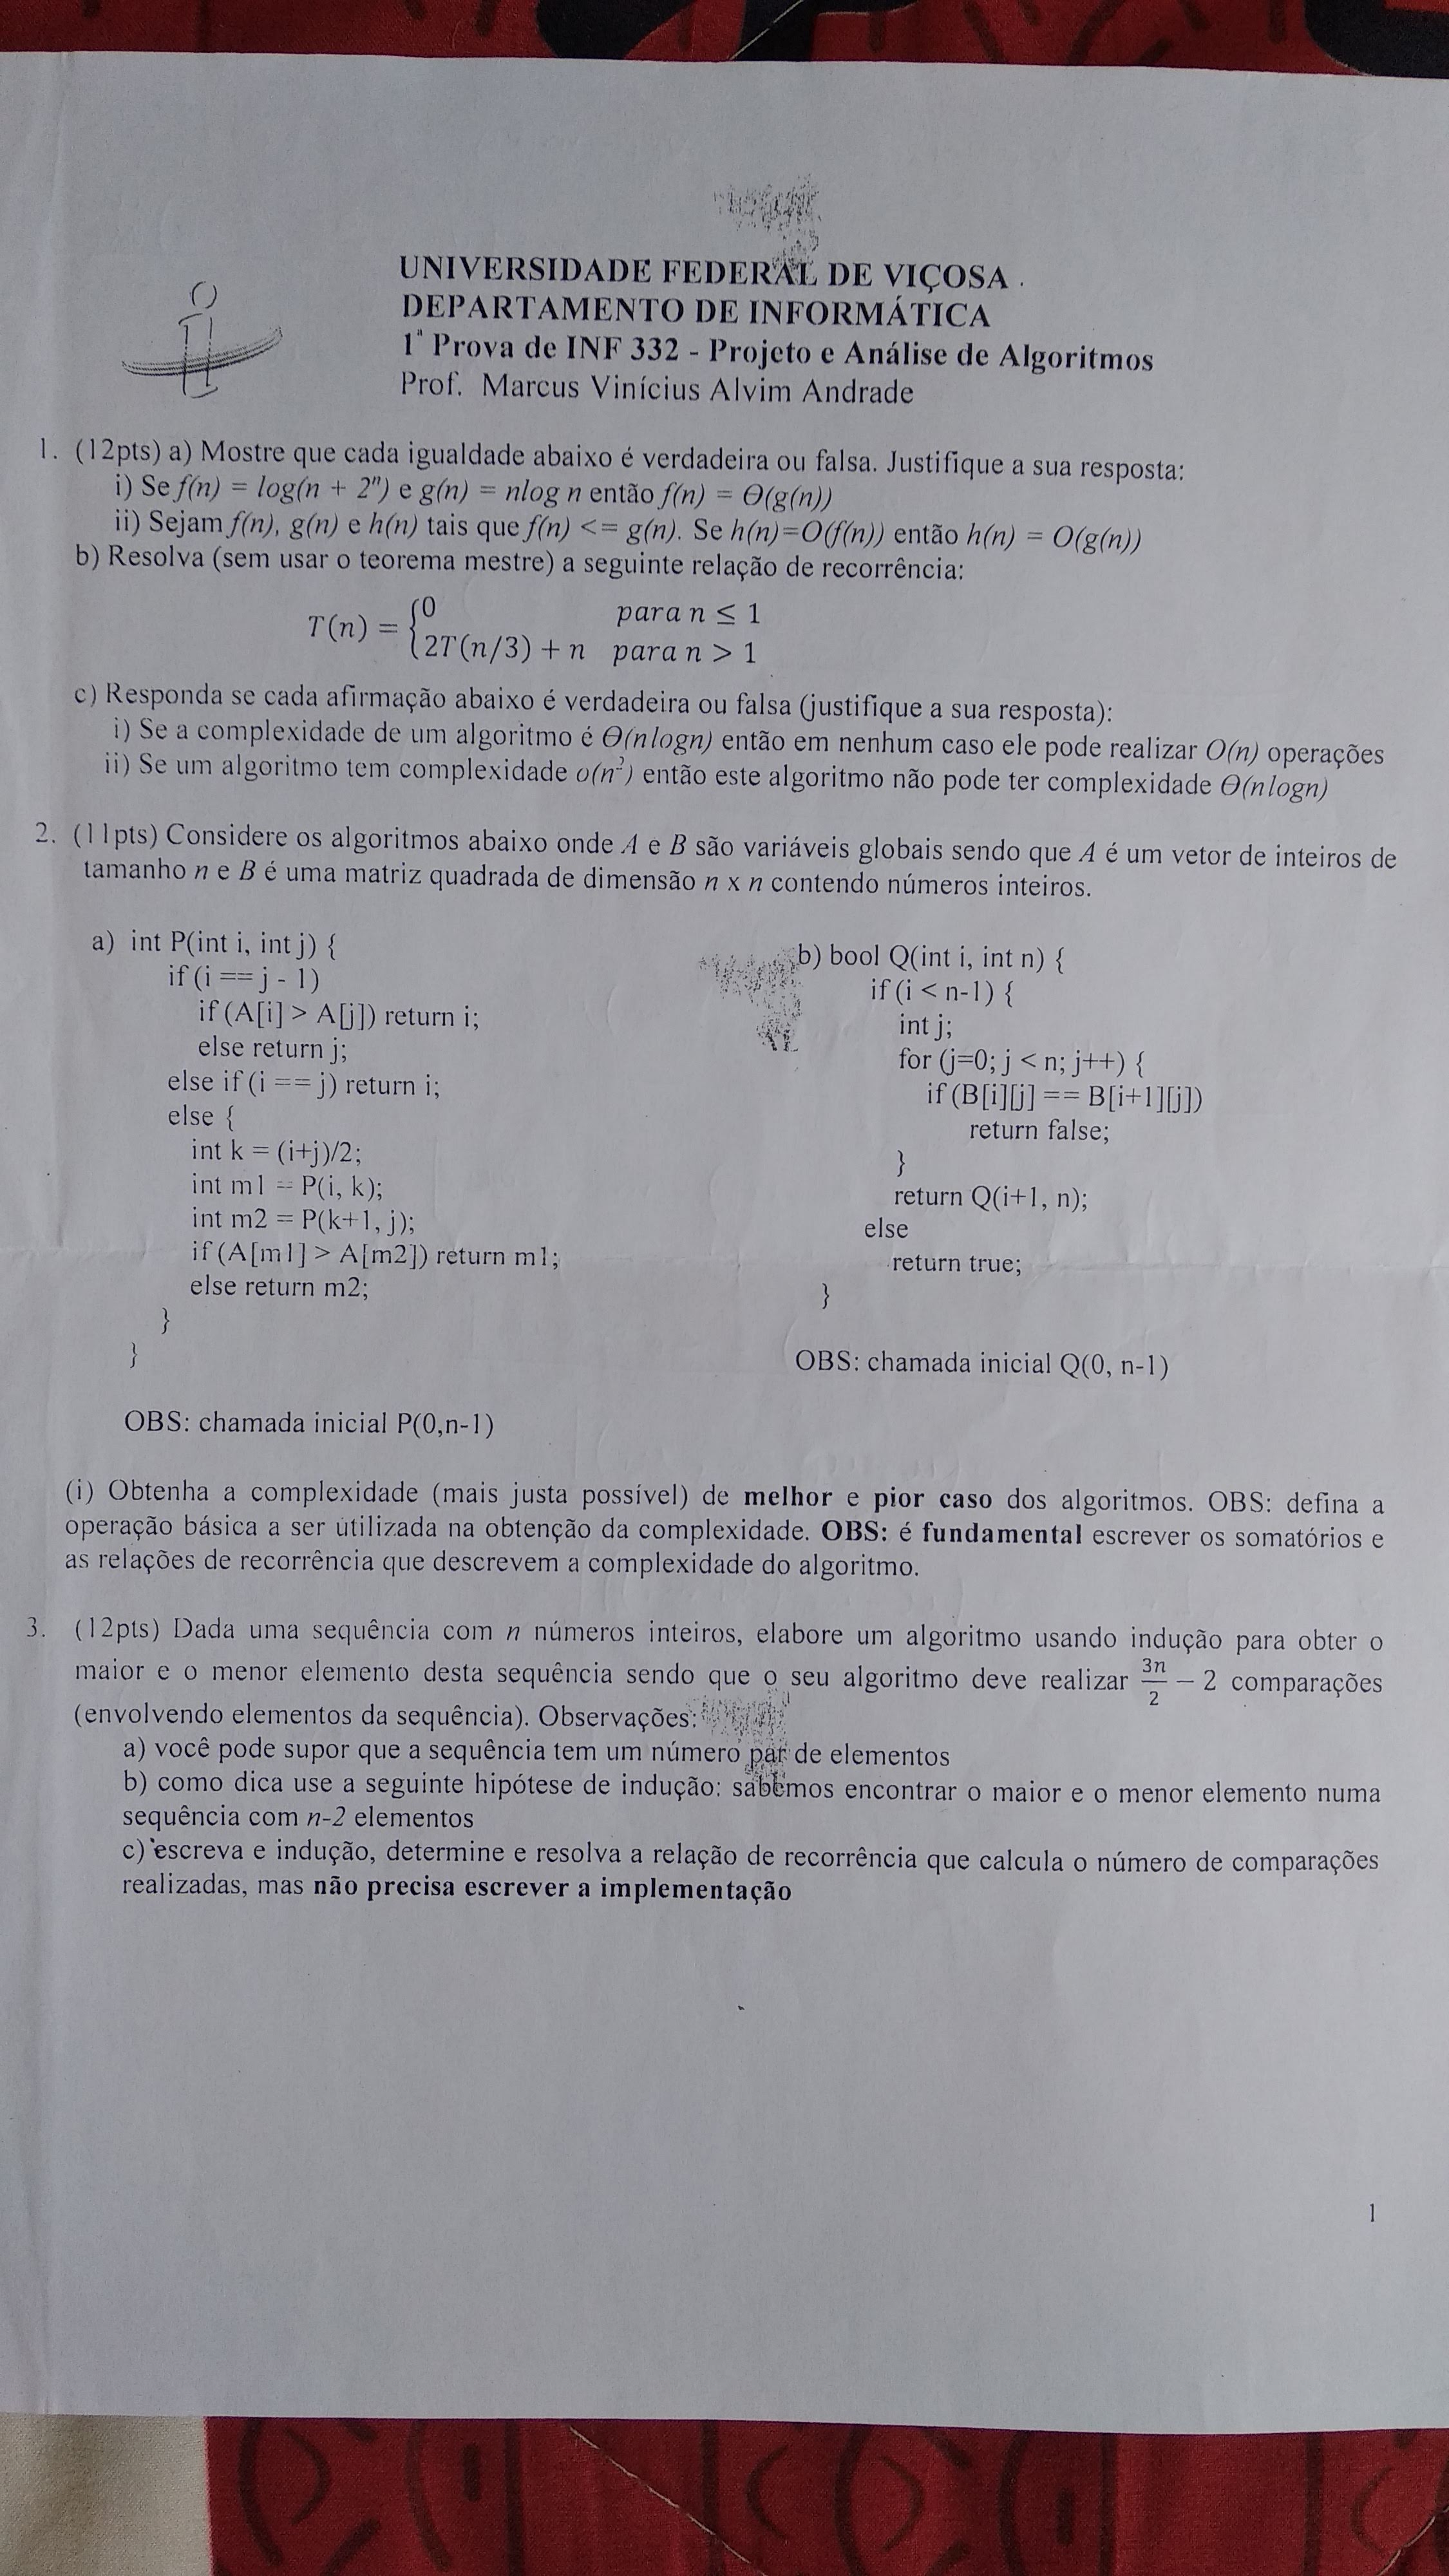 UNIVERSIDADE FEDERAL DE VIÇOSA
DEPARTAMENTO DE INFORMÁTICA
1ª Prova de INF 332 - Projeto e Análise de Algoritmos
Prof. Marcus Vinícius Alvim Andrade
1. (12pts) a) Mostre que cada igualdade abaixo é verdadeira ou falsa. Justifique a sua resposta:
i) Se f(n) = log(n + 2ⁿ) e g(n) = nlog n então f(n) = Θ(g(n))
ii) Sejam f(n), g(n) e h(n) tais que f(n) <= g(n). Se h(n)=O(f(n)) então h(n) = O(g(n))
b) Resolva (sem usar o teorema mestre) a seguinte relação de recorrência:
T(n) = { 0 para n ≤ 1
2T(n/3) + n para n > 1
c) Responda se cada afirmação abaixo é verdadeira ou falsa (justifique a sua resposta):
i) Se a complexidade de um algoritmo é Θ(nlogn) então em nenhum caso ele pode realizar O(n) operações
ii) Se um algoritmo tem complexidade o(n²) então este algoritmo não pode ter complexidade Θ(nlogn)
2. (11pts) Considere os algoritmos abaixo onde A e B são variáveis globais sendo que A é um vetor de inteiros de
tamanho n e B é uma matriz quadrada de dimensão n x n contendo números inteiros.
a) int P(int i, int j) {
if (i == j - 1)
if (A[i] > A[j]) return i;
else return j;
else if (i == j) return i;
else {
int k = (i+j)/2;
int m1 = P(i, k);
int m2 = P(k+1, j);
if (A[m1] > A[m2]) return m1;
else return m2;
}
}
OBS: chamada inicial P(0,n-1)
b) bool Q(int i, int n) {
if (i < n-1) {
int j;
for (j=0; j < n; j++) {
if (B[i][j] == B[i+1][j])
return false;
}
return Q(i+1, n);
else
return true;
}
OBS: chamada inicial Q(0, n-1)
(i) Obtenha a complexidade (mais justa possível) de melhor e pior caso dos algoritmos. OBS: defina a
operação básica a ser utilizada na obtenção da complexidade. OBS: é fundamental escrever os somatórios e
as relações de recorrência que descrevem a complexidade do algoritmo.
3. (12pts) Dada uma sequência com n números inteiros, elabore um algoritmo usando indução para obter o
maior e o menor elemento desta sequência sendo que o seu algoritmo deve realizar 3n/2 − 2 comparações
(envolvendo elementos da sequência). Observações:
a) você pode supor que a sequência tem um número par de elementos
b) como dica use a seguinte hipótese de indução: sabemos encontrar o maior e o menor elemento numa
sequência com n-2 elementos
c) escreva e indução, determine e resolva a relação de recorrência que calcula o número de comparações
realizadas, mas não precisa escrever a implementação
1